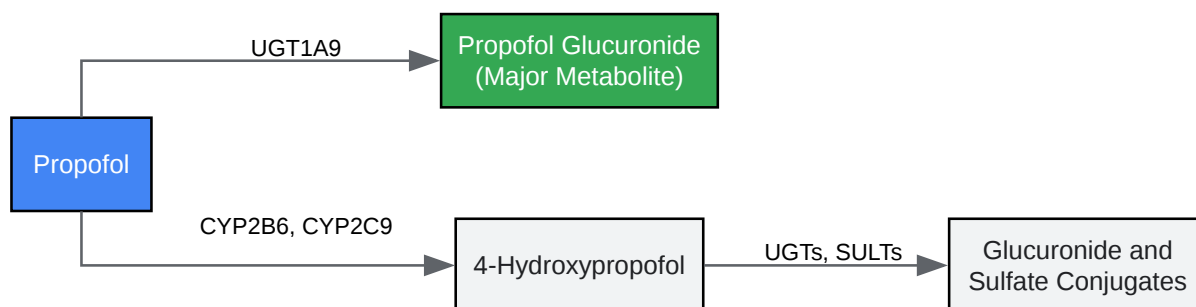 UGT1A9
Propofol Glucuronide
(Major Metabolite)
Propofol
CYP2B6, CYP2C9
4-Hydroxypropofol
UGTs, SULTs
Glucuronide and
Sulfate Conjugates